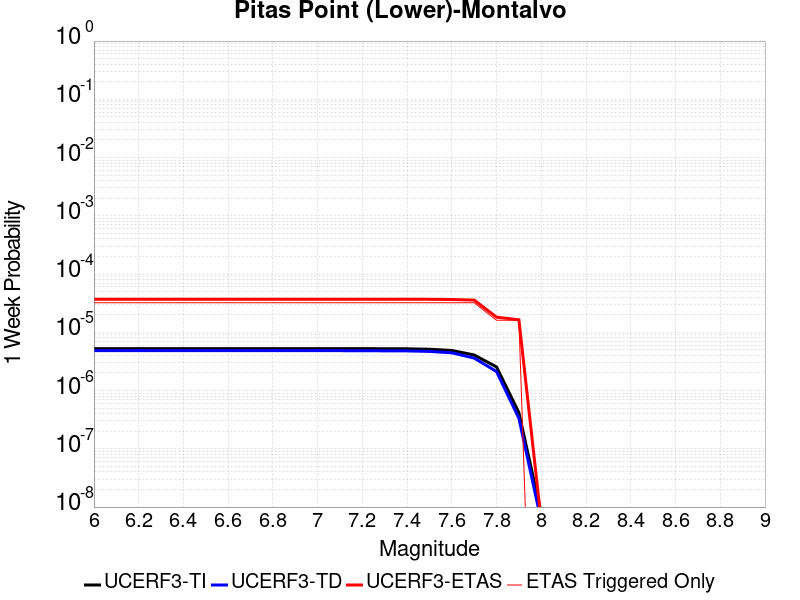 Pitas Point (Lower)-Montalvo
10^0
10^-1
10^-2
10^-3
10^-4
10^-5
10^-6
10^-7
10^-8
1 Week Probability
6 6.2 6.4 6.6 6.8 7 7.2 7.4 7.6 7.8 8 8.2 8.4 8.6 8.8 9
Magnitude
UCERF3-TI UCERF3-TD UCERF3-ETAS ETAS Triggered Only